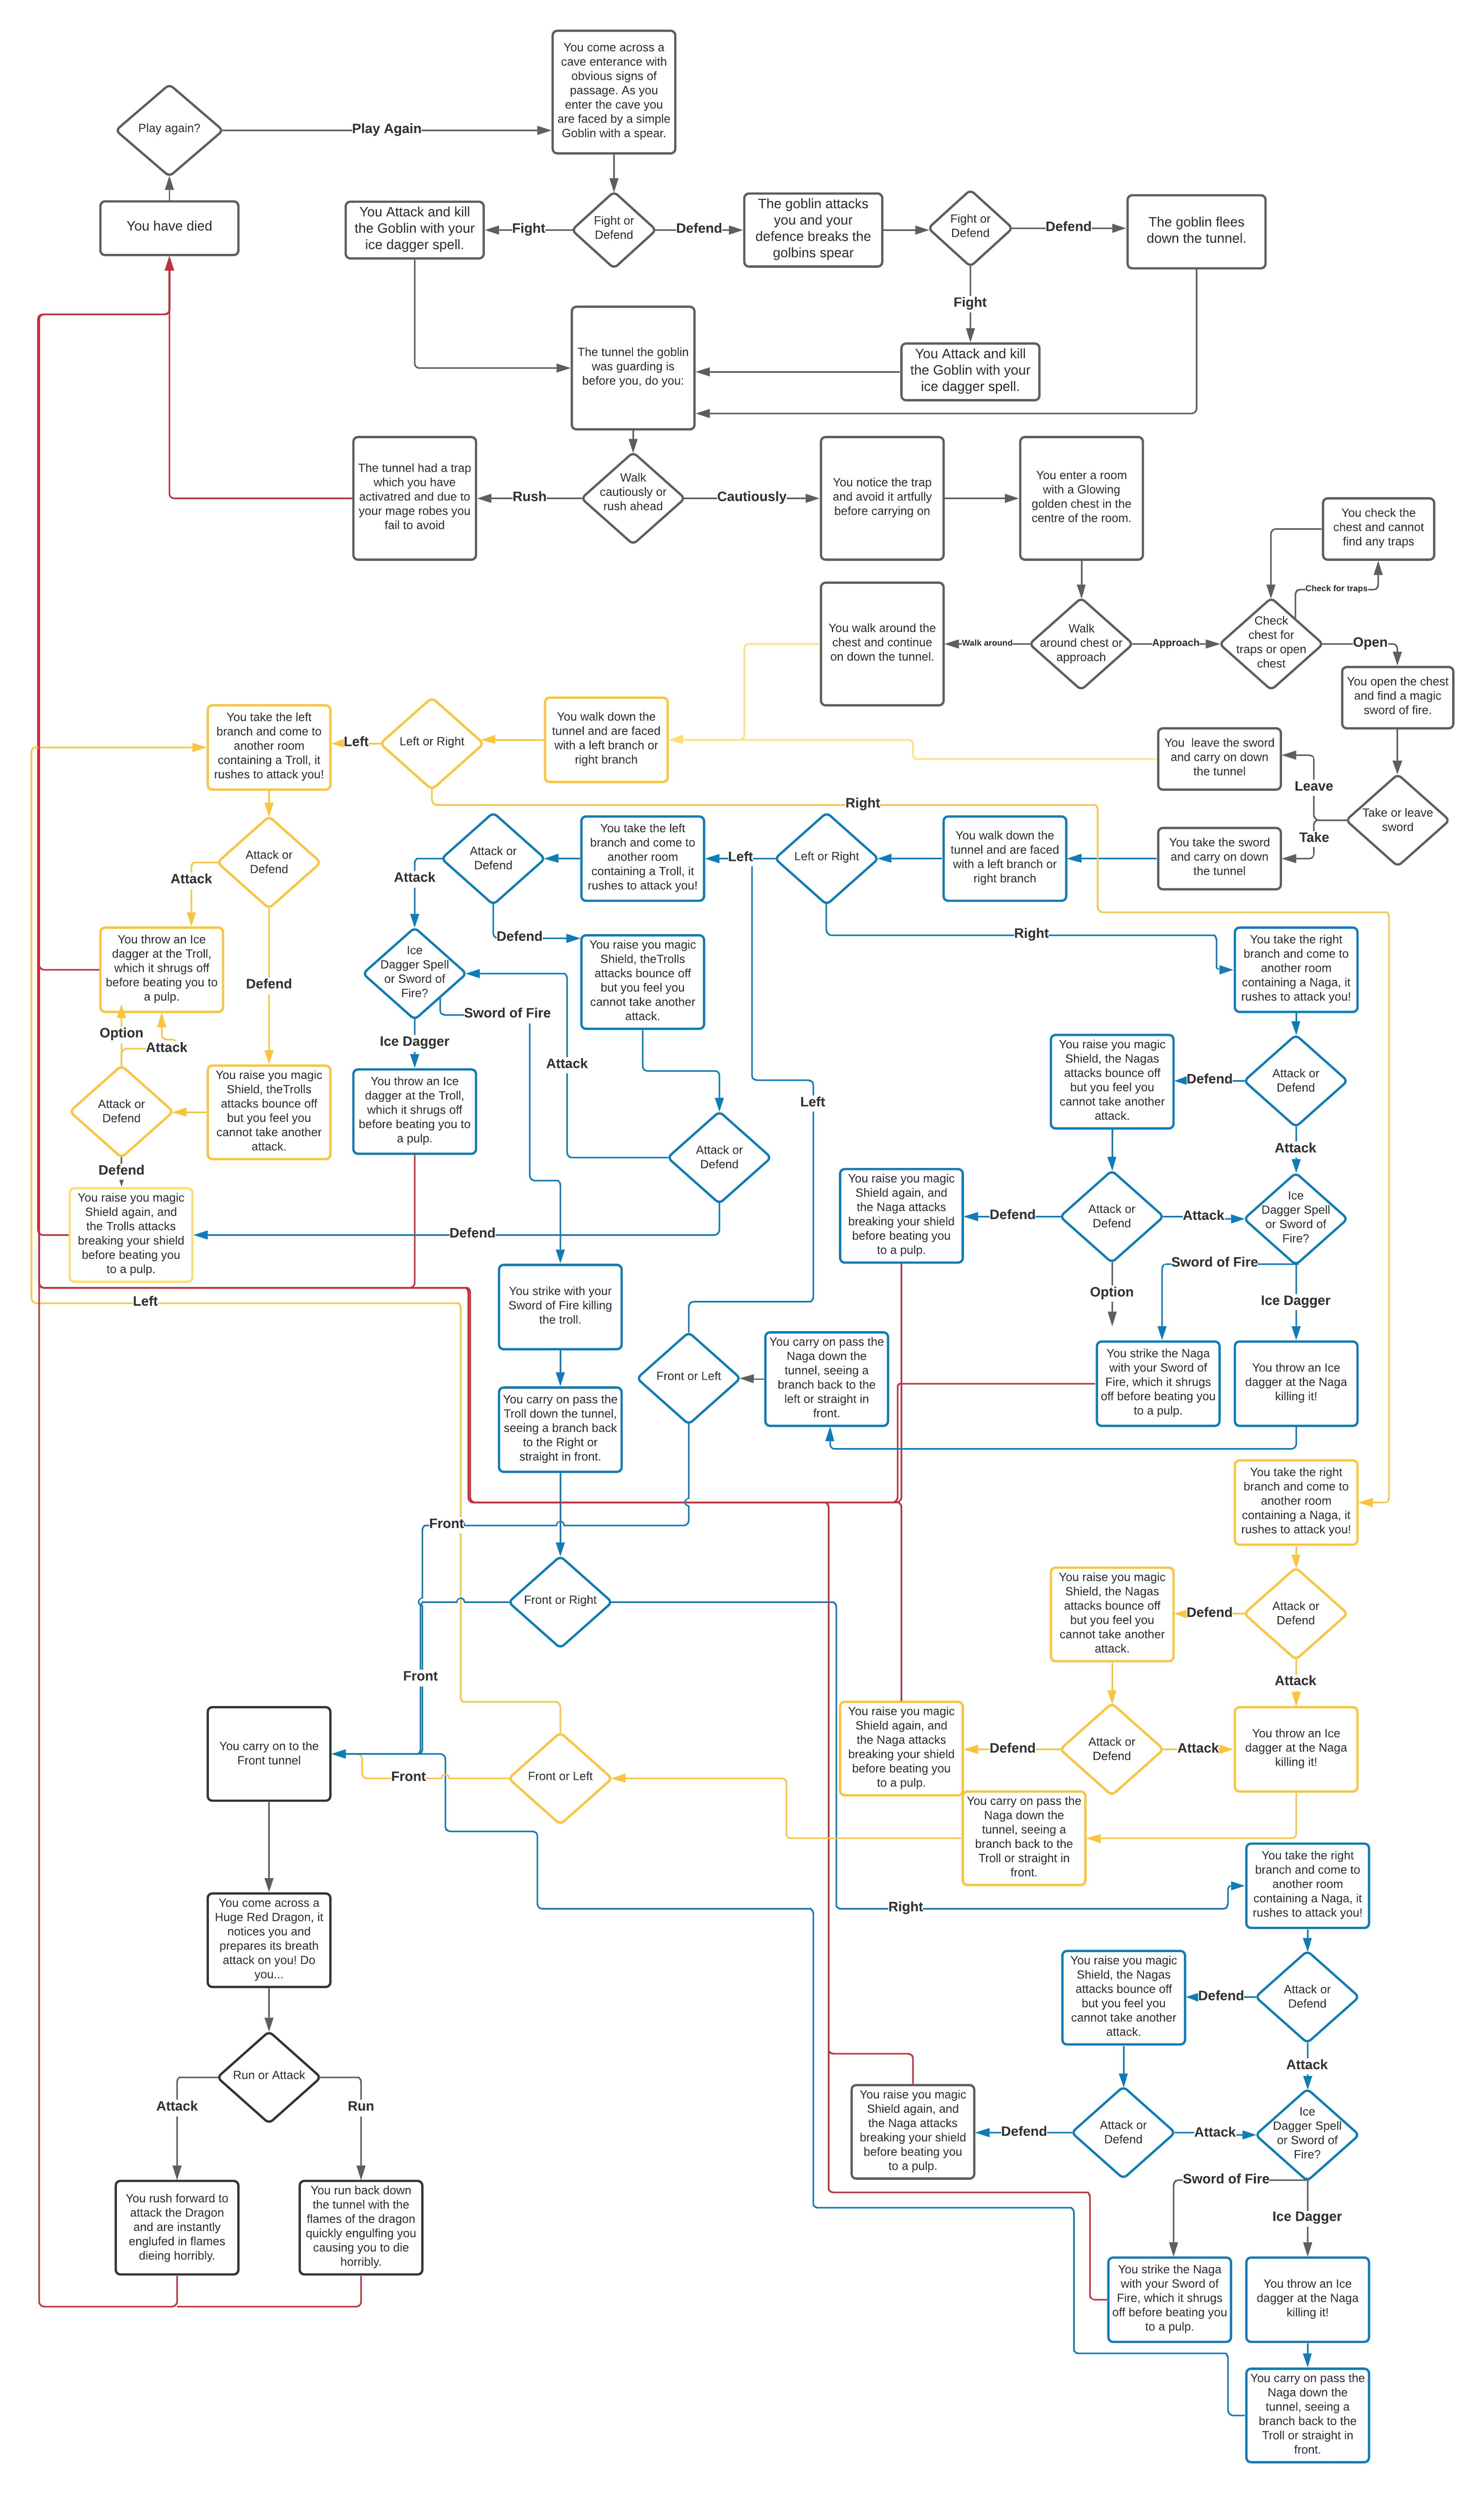 You come across a
cave enterance with
obvious signs of
passage. As you
enter the cave you
are faced by a simple
Goblin with a spear.
Play again?
Play Again
You have died
You Attack and kill
the Goblin with your
ice dagger spell.
Fight
Fight or
Defend
Defend
The goblin attacks
you and your
defence breaks the
golbins spear
Fight or
Defend
Defend
The goblin flees
down the tunnel.
Fight
The tunnel the goblin
was guarding is
before you, do you:
You Attack and kill
the Goblin with your
ice dagger spell.
The tunnel had a trap
which you have
activatred and due to
your mage robes you
fail to avoid
Rush
Walk
cautiously or
rush ahead
Cautiously
You notice the trap
and avoid it artfully
before carrying on
You enter a room
with a Glowing
golden chest in the
centre of the room.
You check the
chest and cannot
find any traps
Check for traps
You walk around the
chest and continue
on down the tunnel.
Walk around
Walk
around chest or
approach
Approach
Check
chest for
traps or open
chest
Open
You open the chest
and find a magic
sword of fire.
You take the left
branch and come to
another room
containing a Troll, it
rushes to attack you!
Left
Left or Right
You walk down the
tunnel and are faced
with a left branch or
right branch
You  leave the sword
and carry on down
the tunnel
Leave
Right
Take or leave
sword
Take
You take the sword
and carry on down
the tunnel
Attack or
Defend
Attack
Attack or
Defend
Attack
You take the left
branch and come to
another room
containing a Troll, it
rushes to attack you!
Left
Left or Right
You walk down the
tunnel and are faced
with a left branch or
right branch
You throw an Ice
dagger at the Troll,
which it shrugs off
before beating you to
a pulp.
Defend
Ice
Dagger Spell
or Sword of
Fire?
Defend
You raise you magic
Shield, theTrolls
attacks bounce off
but you feel you
cannot take another
attack.
Right
You take the right
branch and come to
another room
containing a Naga, it
rushes to attack you!
Option
Attack
Sword of Fire
Ice Dagger
Attack
Attack or
Defend
You raise you magic
Shield, theTrolls
attacks bounce off
but you feel you
cannot take another
attack.
You throw an Ice
dagger at the Troll,
which it shrugs off
before beating you to
a pulp.
Left
You raise you magic
Shield, the Nagas
attacks bounce off
but you feel you
cannot take another
attack.
Defend
Attack or
Defend
Attack
Defend
Attack or
Defend
You raise you magic
Shield again, and
the Trolls attacks
breaking your shield
before beating you
to a pulp.
Defend
You raise you magic
Shield again, and
the Naga attacks
breaking your shield
before beating you
to a pulp.
Defend
Attack or
Defend
Attack
Ice
Dagger Spell
or Sword of
Fire?
Sword of Fire
Option
Ice Dagger
Left
You strike with your
Sword of Fire killing
the troll.
Front or Left
You carry on pass the
Naga down the
tunnel, seeing a
branch back to the
left or straight in
front.
You strike the Naga
with your Sword of
Fire, which it shrugs
off before beating you
to a pulp.
You throw an Ice
dagger at the Naga
killing it!
You carry on pass the
Troll down the tunnel,
seeing a branch back
to the Right or
straight in front.
You take the right
branch and come to
another room
containing a Naga, it
rushes to attack you!
Front
Front or Right
You raise you magic
Shield, the Nagas
attacks bounce off
but you feel you
cannot take another
attack.
Defend
Attack or
Defend
Front
Attack
You carry on to the
Front tunnel
Front
Front or Left
You raise you magic
Shield again, and
the Naga attacks
breaking your shield
before beating you
to a pulp.
Defend
Attack or
Defend
Attack
You throw an Ice
dagger at the Naga
killing it!
You carry on pass the
Naga down the
tunnel, seeing a
branch back to the
Troll or straight in
front.
You come across a
Huge Red Dragon, it
notices you and
prepares its breath
attack on you! Do
you...
Right
You take the right
branch and come to
another room
containing a Naga, it
rushes to attack you!
You raise you magic
Shield, the Nagas
attacks bounce off
but you feel you
cannot take another
attack.
Defend
Attack or
Defend
Attack
Run or Attack
Attack
Run
You raise you magic
Shield again, and
the Naga attacks
breaking your shield
before beating you
to a pulp.
Defend
Attack or
Defend
Attack
Ice
Dagger Spell
or Sword of
Fire?
Sword of Fire
Ice Dagger
You rush forward to
attack the Dragon
and are instantly
englufed in flames
dieing horribly.
You run back down
the tunnel with the
flames of the dragon
quickly engulfing you
causing you to die
horribly.
You strike the Naga
with your Sword of
Fire, which it shrugs
off before beating you
to a pulp.
You throw an Ice
dagger at the Naga
killing it!
You carry on pass the
Naga down the
tunnel, seeing a
branch back to the
Troll or straight in
front.